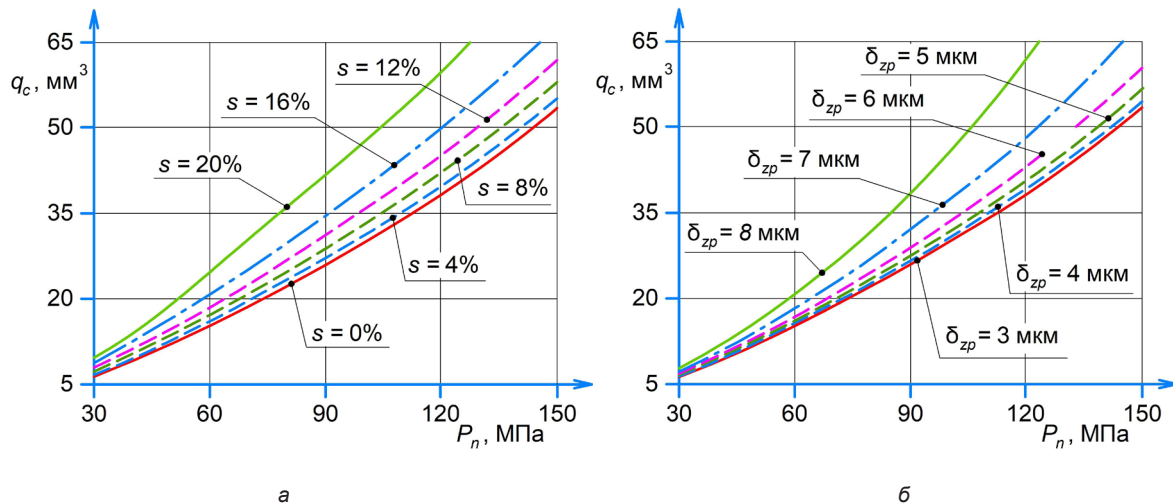 65
q_c, мм³
50
35
20
5
30
60
90
120
150
P_n, МПа
s = 12%
s = 16%
s = 20%
s = 8%
s = 4%
s = 0%
а
65
q_c, мм³
50
35
20
5
30
60
90
120
150
P_n, МПа
δ_zp = 5 мкм
δ_zp = 6 мкм
δ_zp = 7 мкм
δ_zp = 8 мкм
δ_zp = 4 мкм
δ_zp = 3 мкм
б